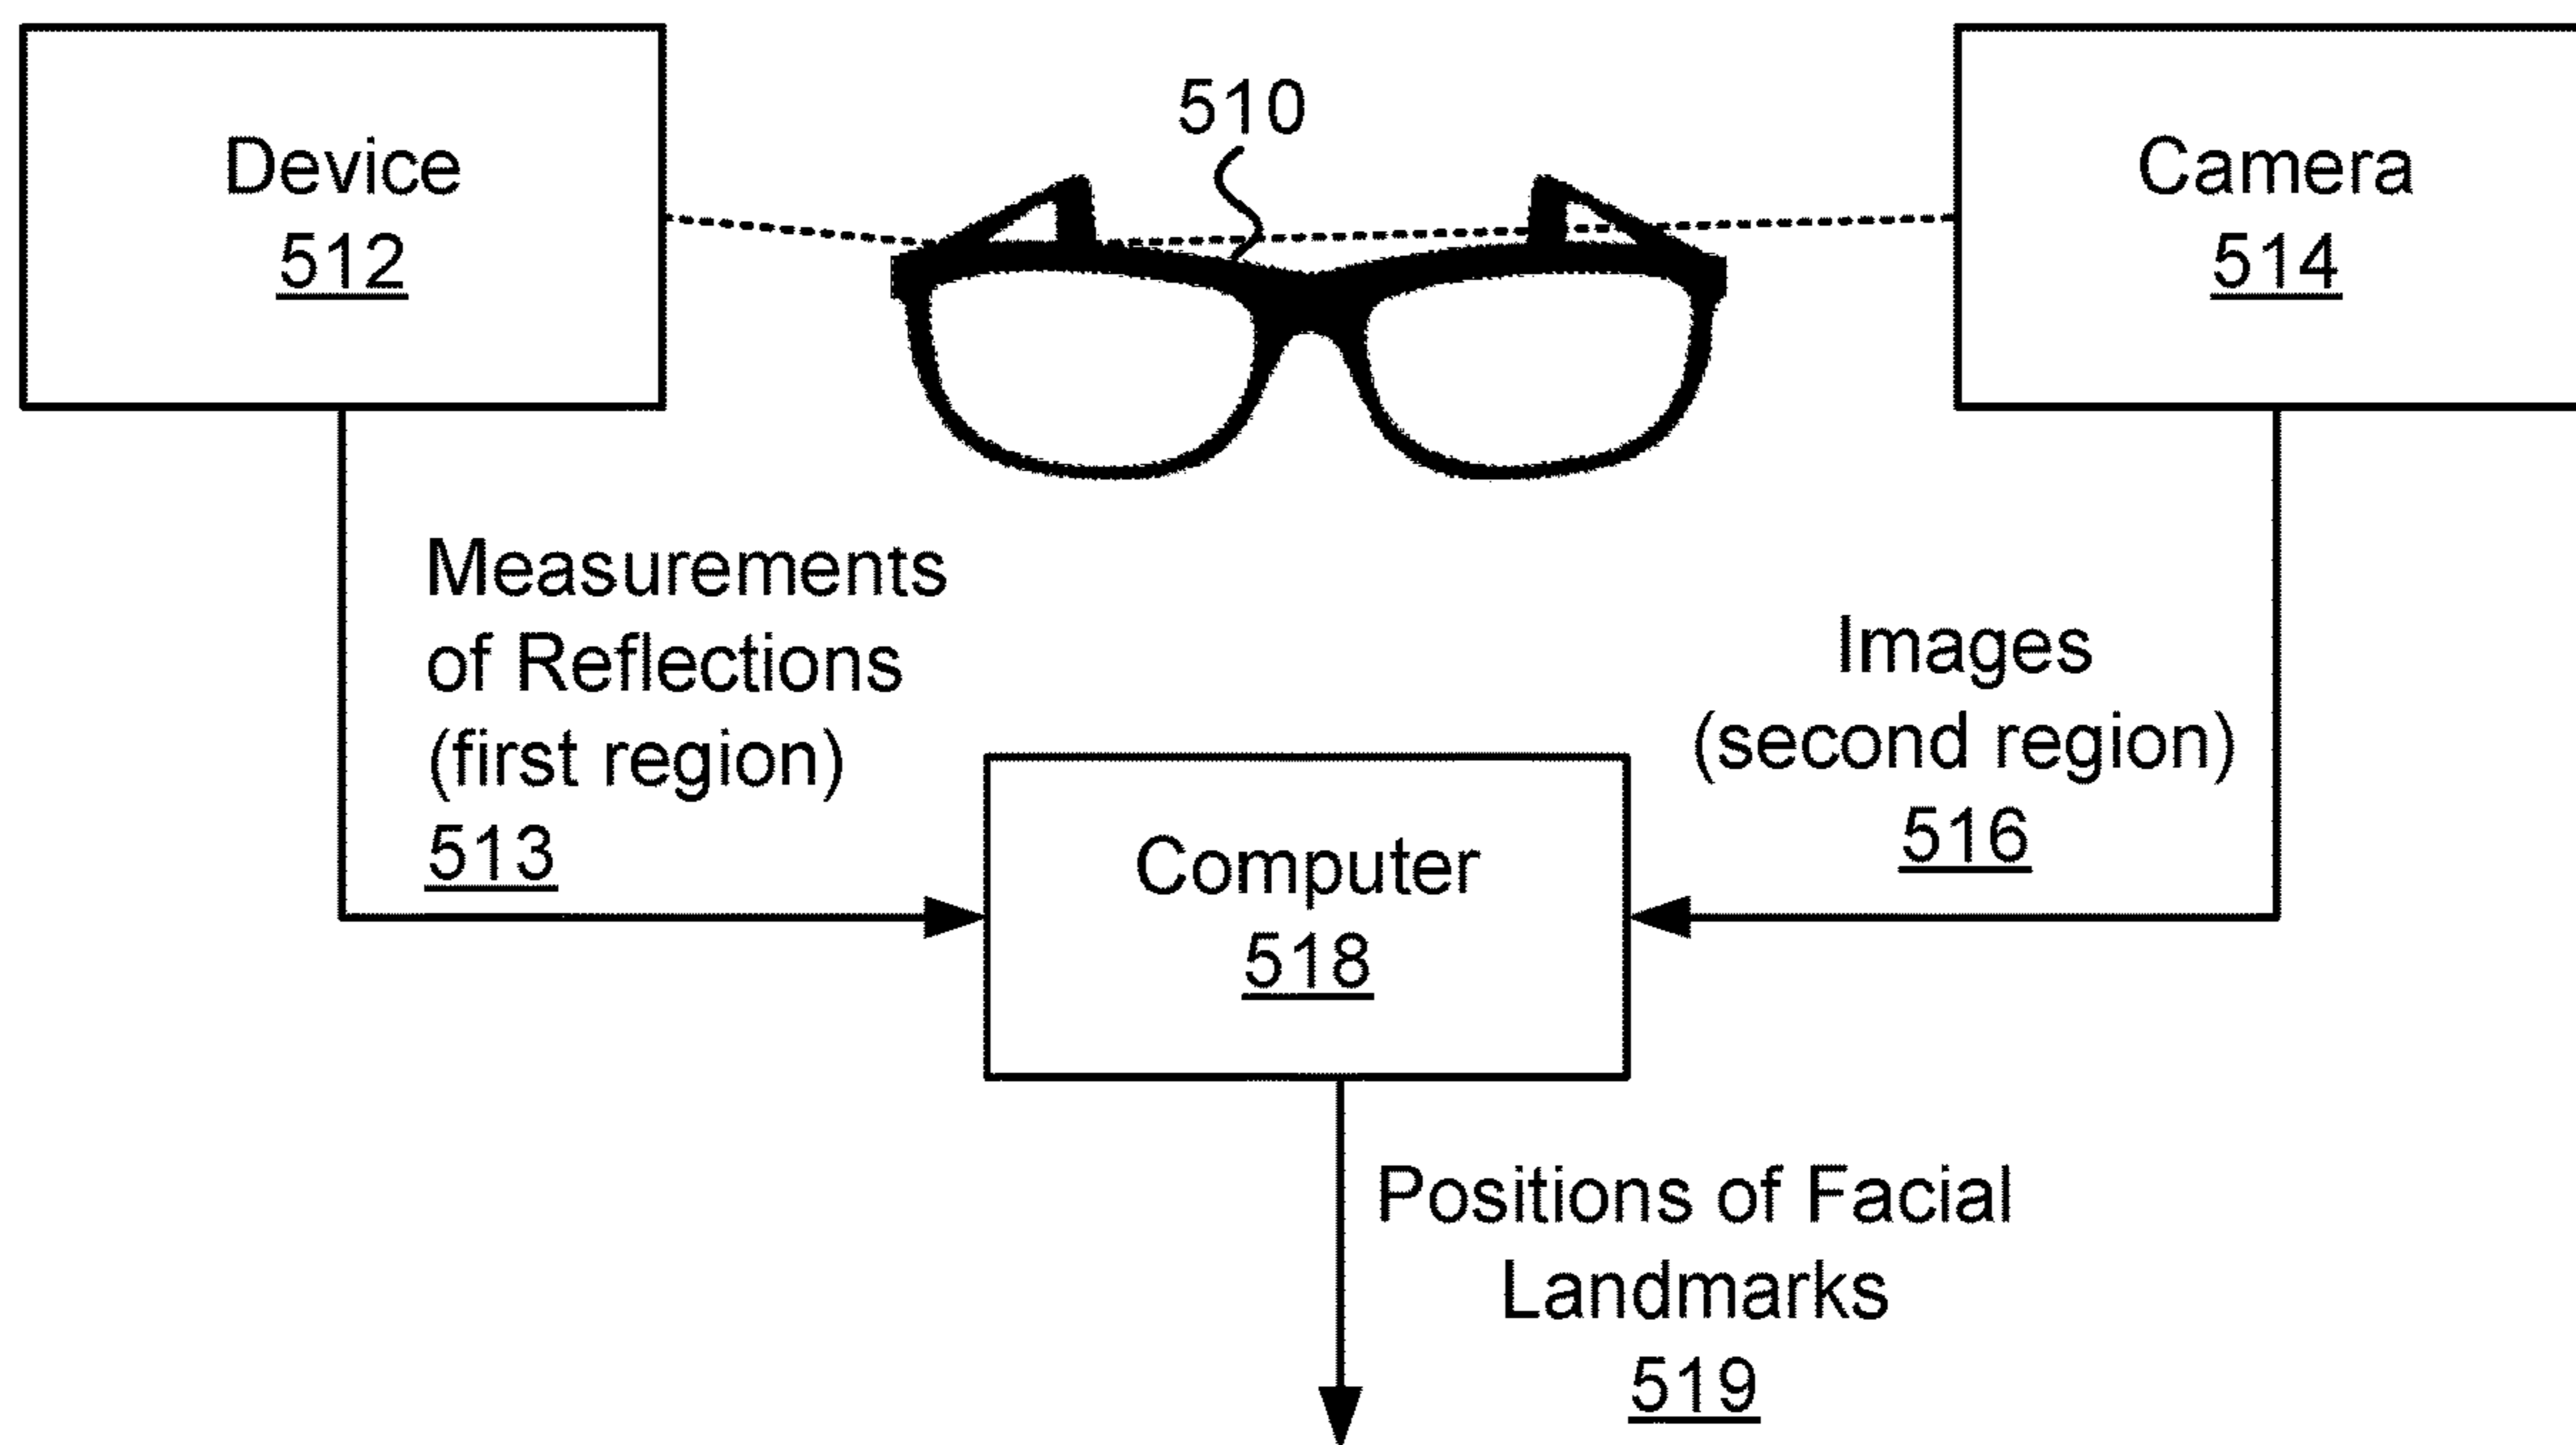 Device
512
510
Camera
514
Measurements
of Reflections
(first region)
513
Images
(second region)
516
Computer
518
Positions of Facial
Landmarks
519